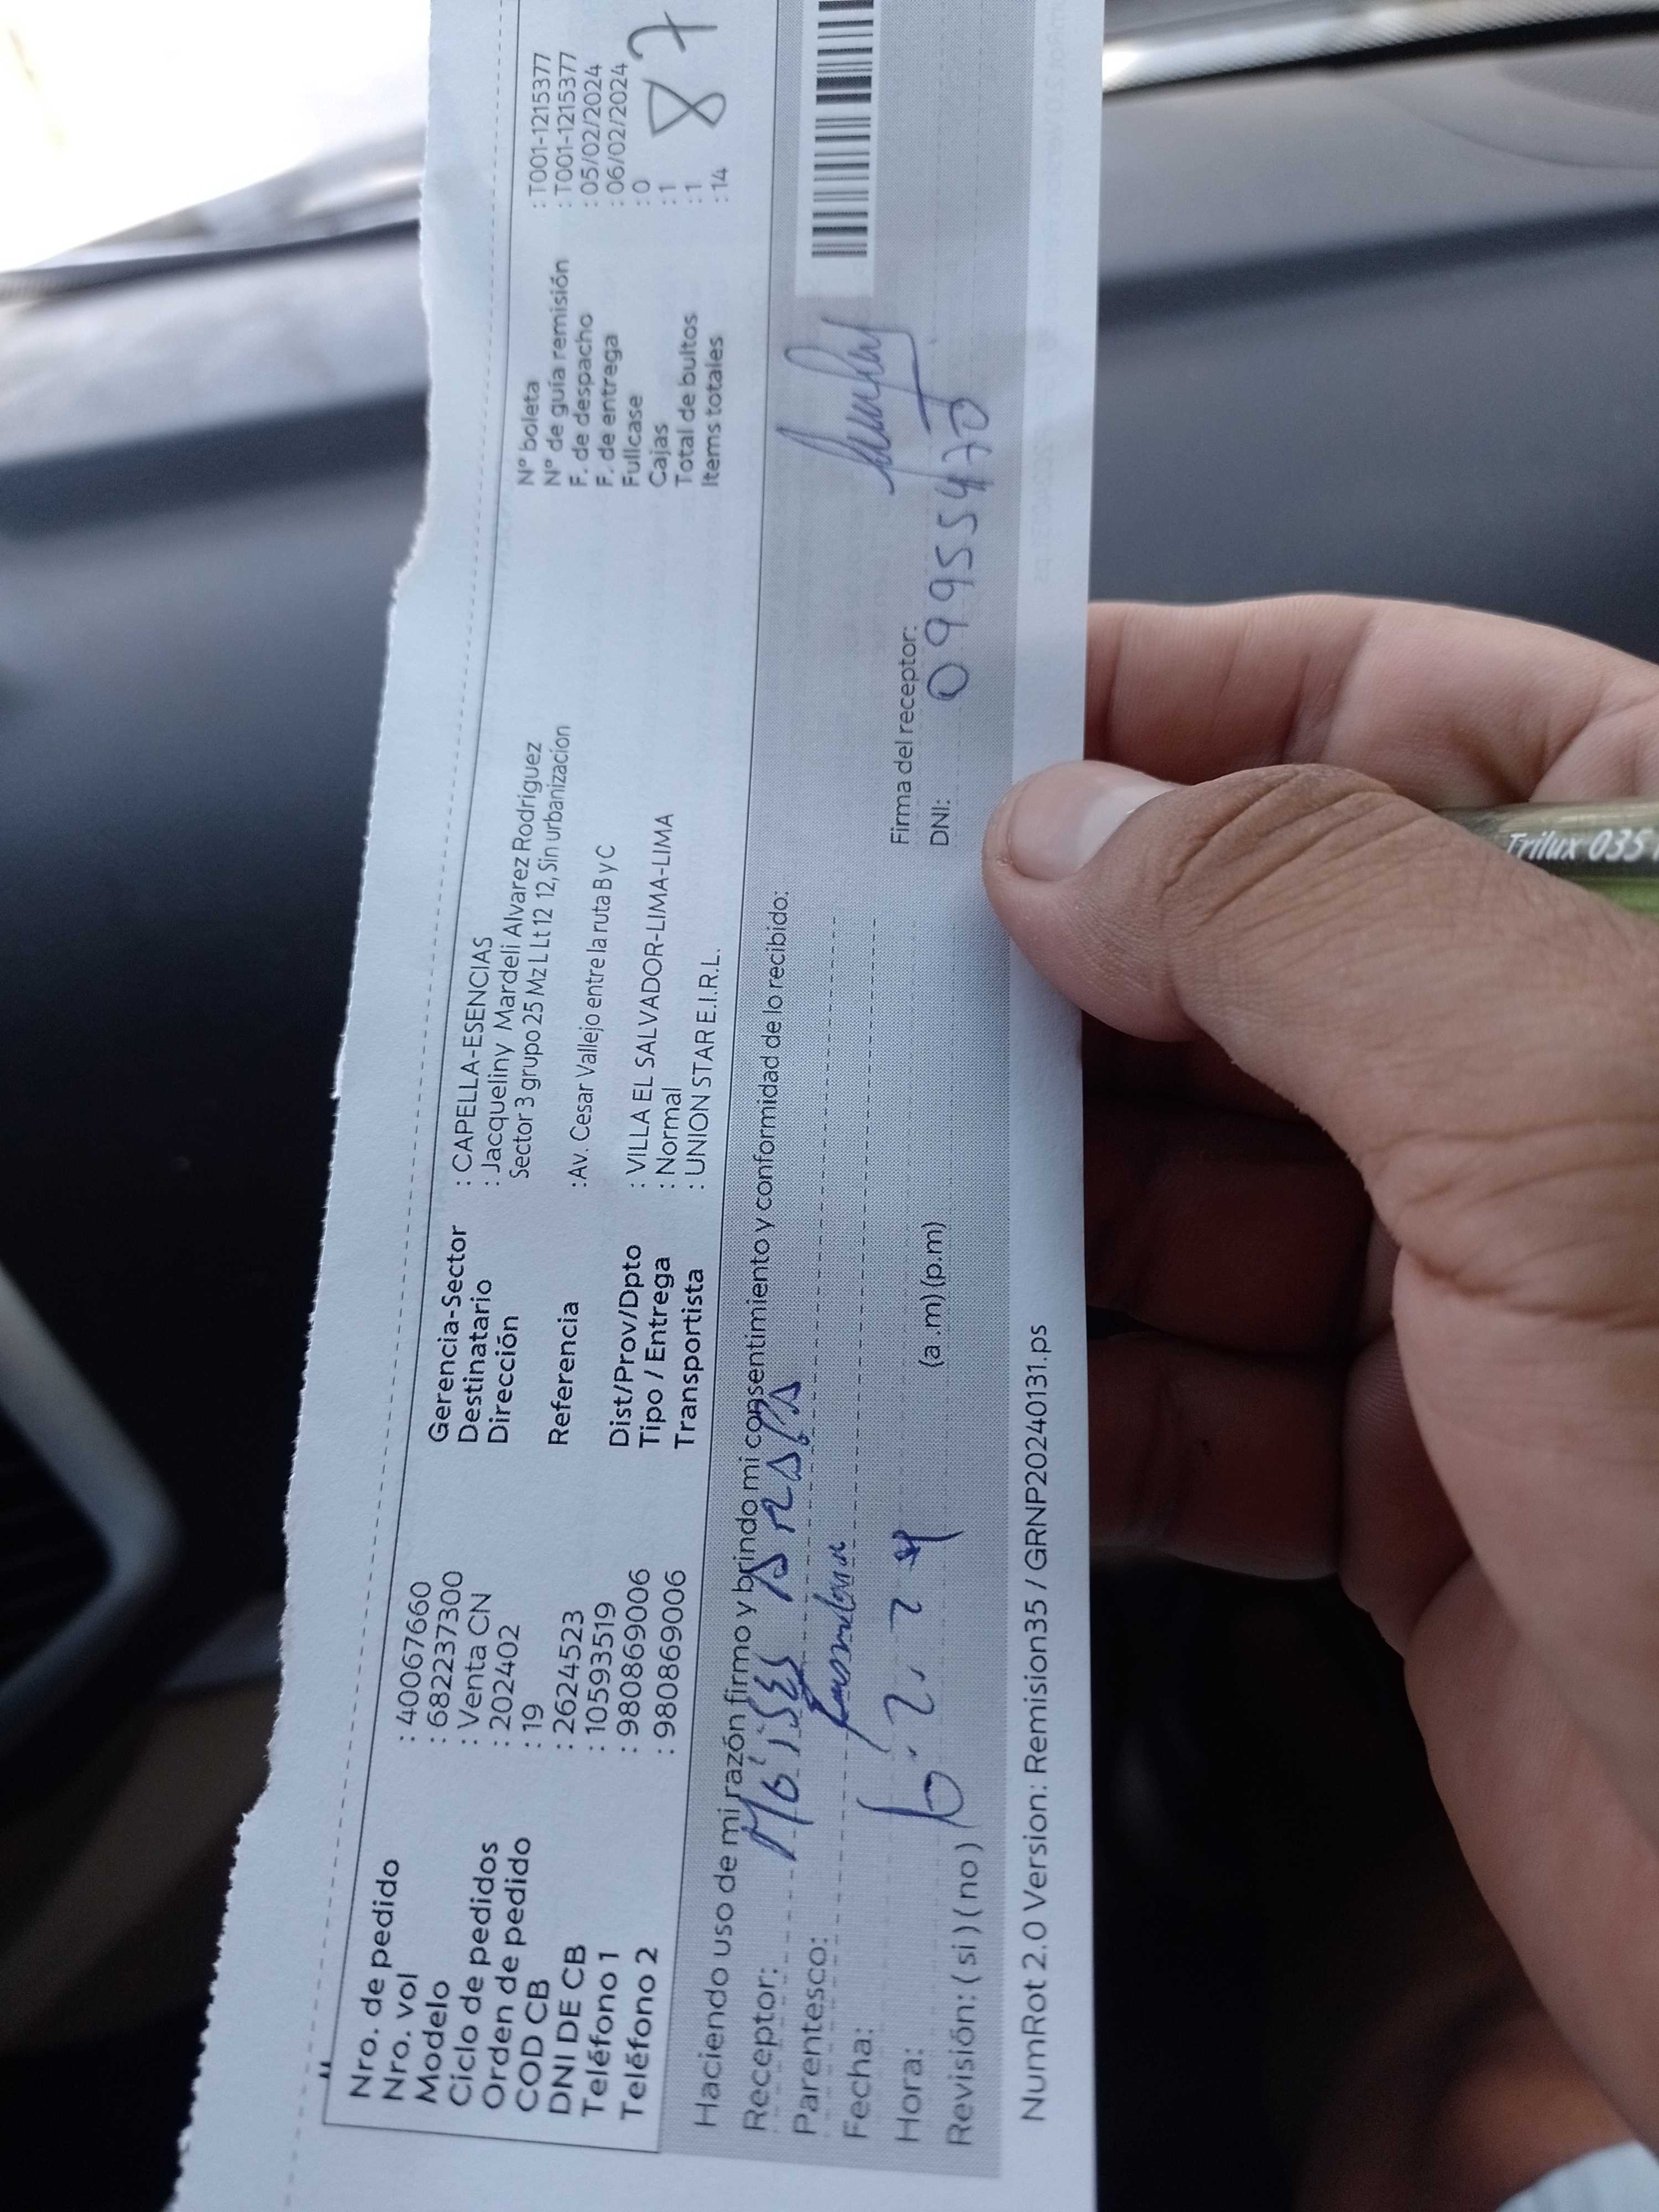 Nro. de pedido : 40067660
Nro. vol : 682237300
Modelo : Venta CN
Ciclo de pedidos : 202402
Orden de pedido : 19
COD CB : 2624523
DNI DE CB : 10593519
Teléfono 1 : 980869006
Teléfono 2 : 980869006
Gerencia-Sector : CAPELLA-ESENCIAS
Destinatario : Jacqueliny Mardeli Alvarez Rodriguez
Dirección Sector 3 grupo 25 Mz L Lt 12 12, Sin urbanizacion
Referencia :Av. Cesar Vallejo entre la ruta B y C
Dist/Prov/Dpto : VILLA EL SALVADOR-LIMA-LIMA
Tipo / Entrega : Normal
Transportista : UNION STAR E.I.R.L.
N° boleta : T001-1215377
N° de guía remisión : T001-1215377
F. de despacho : 05/02/2024
F. de entrega : 06/02/2024
Fullcase : 0
Cajas : 1
Total de bultos : 1
Items totales : 14
87
Haciendo uso de mi razón firmo y brindo mi consentimiento y conformidad de lo recibido:
Receptor: Moisés
Parentesco:
Fecha: 6. 2. 24
Hora: (a.m) (p.m)
Revisión: ( si ) ( no )
Firma del receptor:
DNI: 09955470
NumRot 2.0 Version: Remision35 / GRNP20240131.ps
Trilux 035